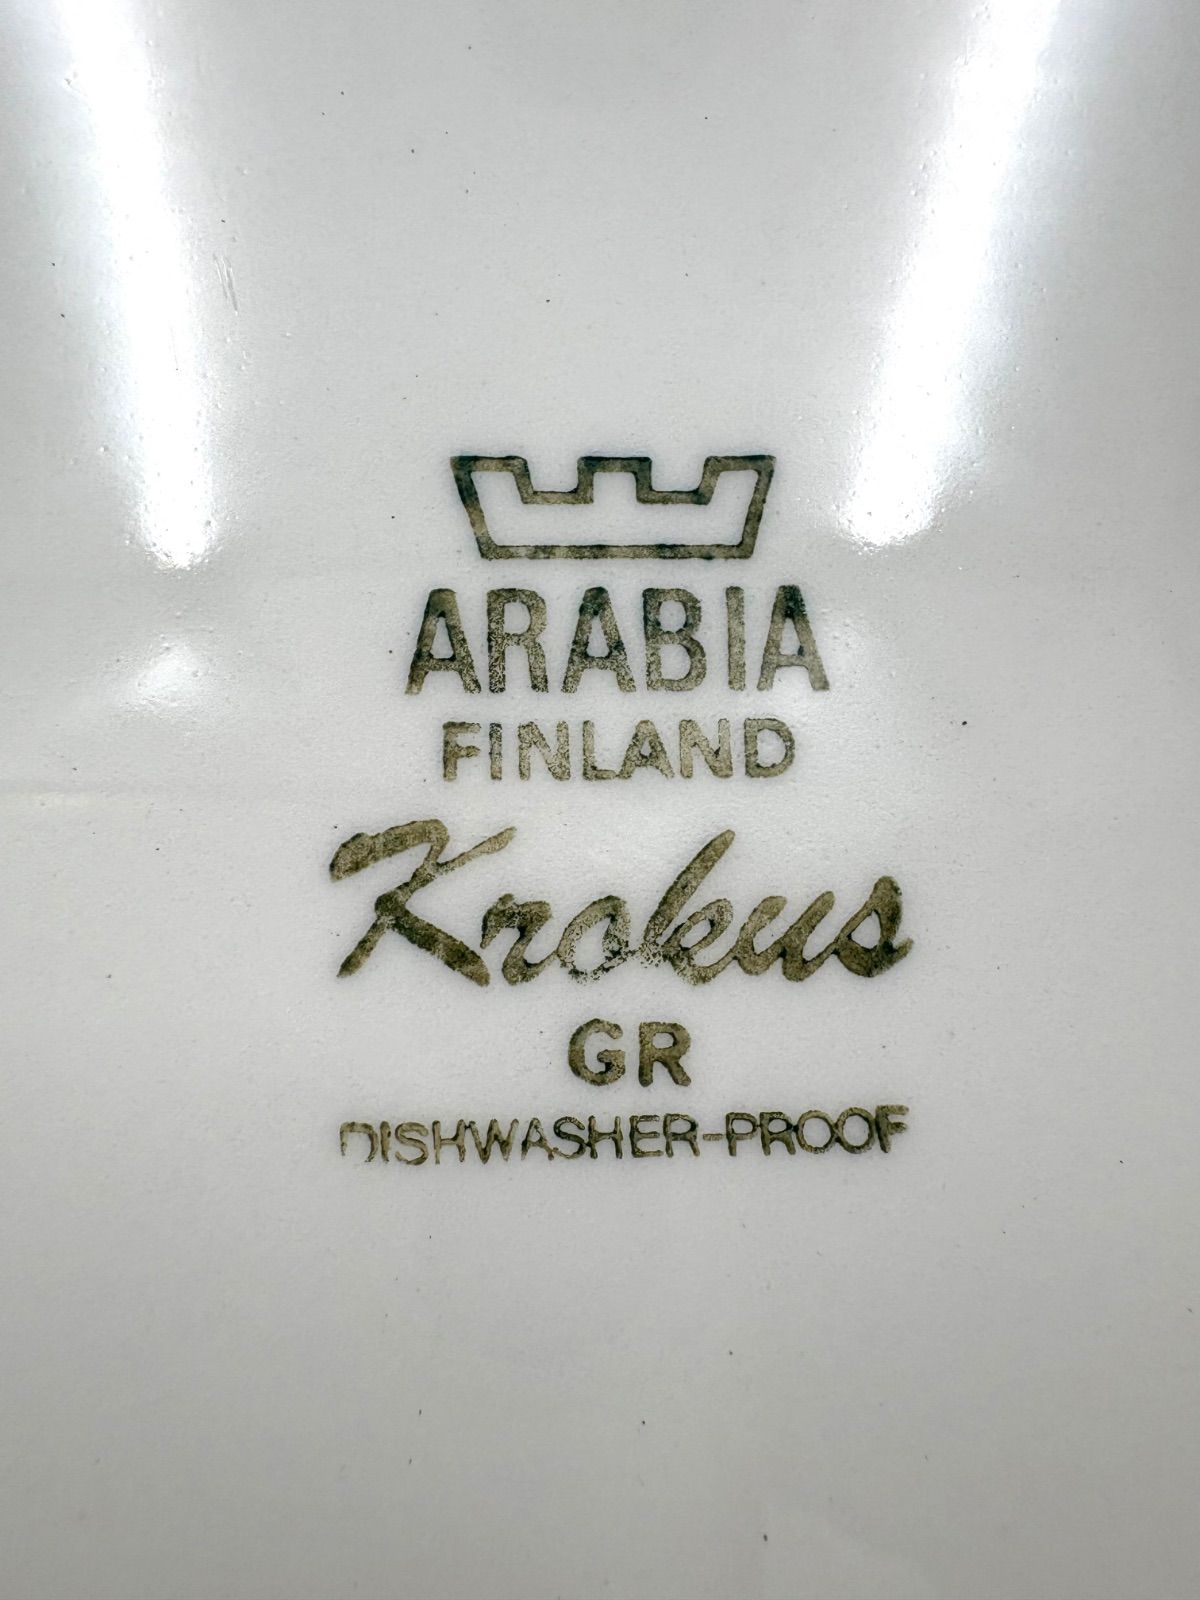 ARABIA
FINLAND
Krokus
GR
DISHWASHER-PROOF